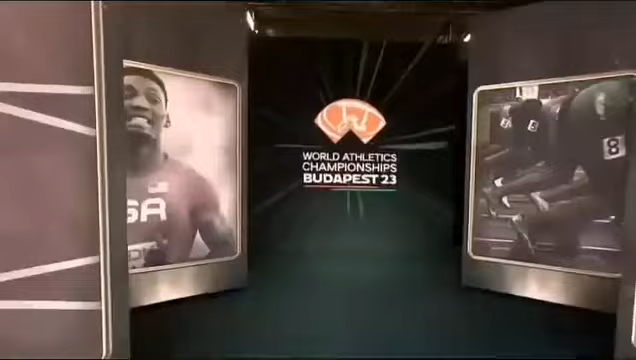 WORLD ATHLETICS
CHAMPIONSHIPS
BUDAPEST 23
SA
8